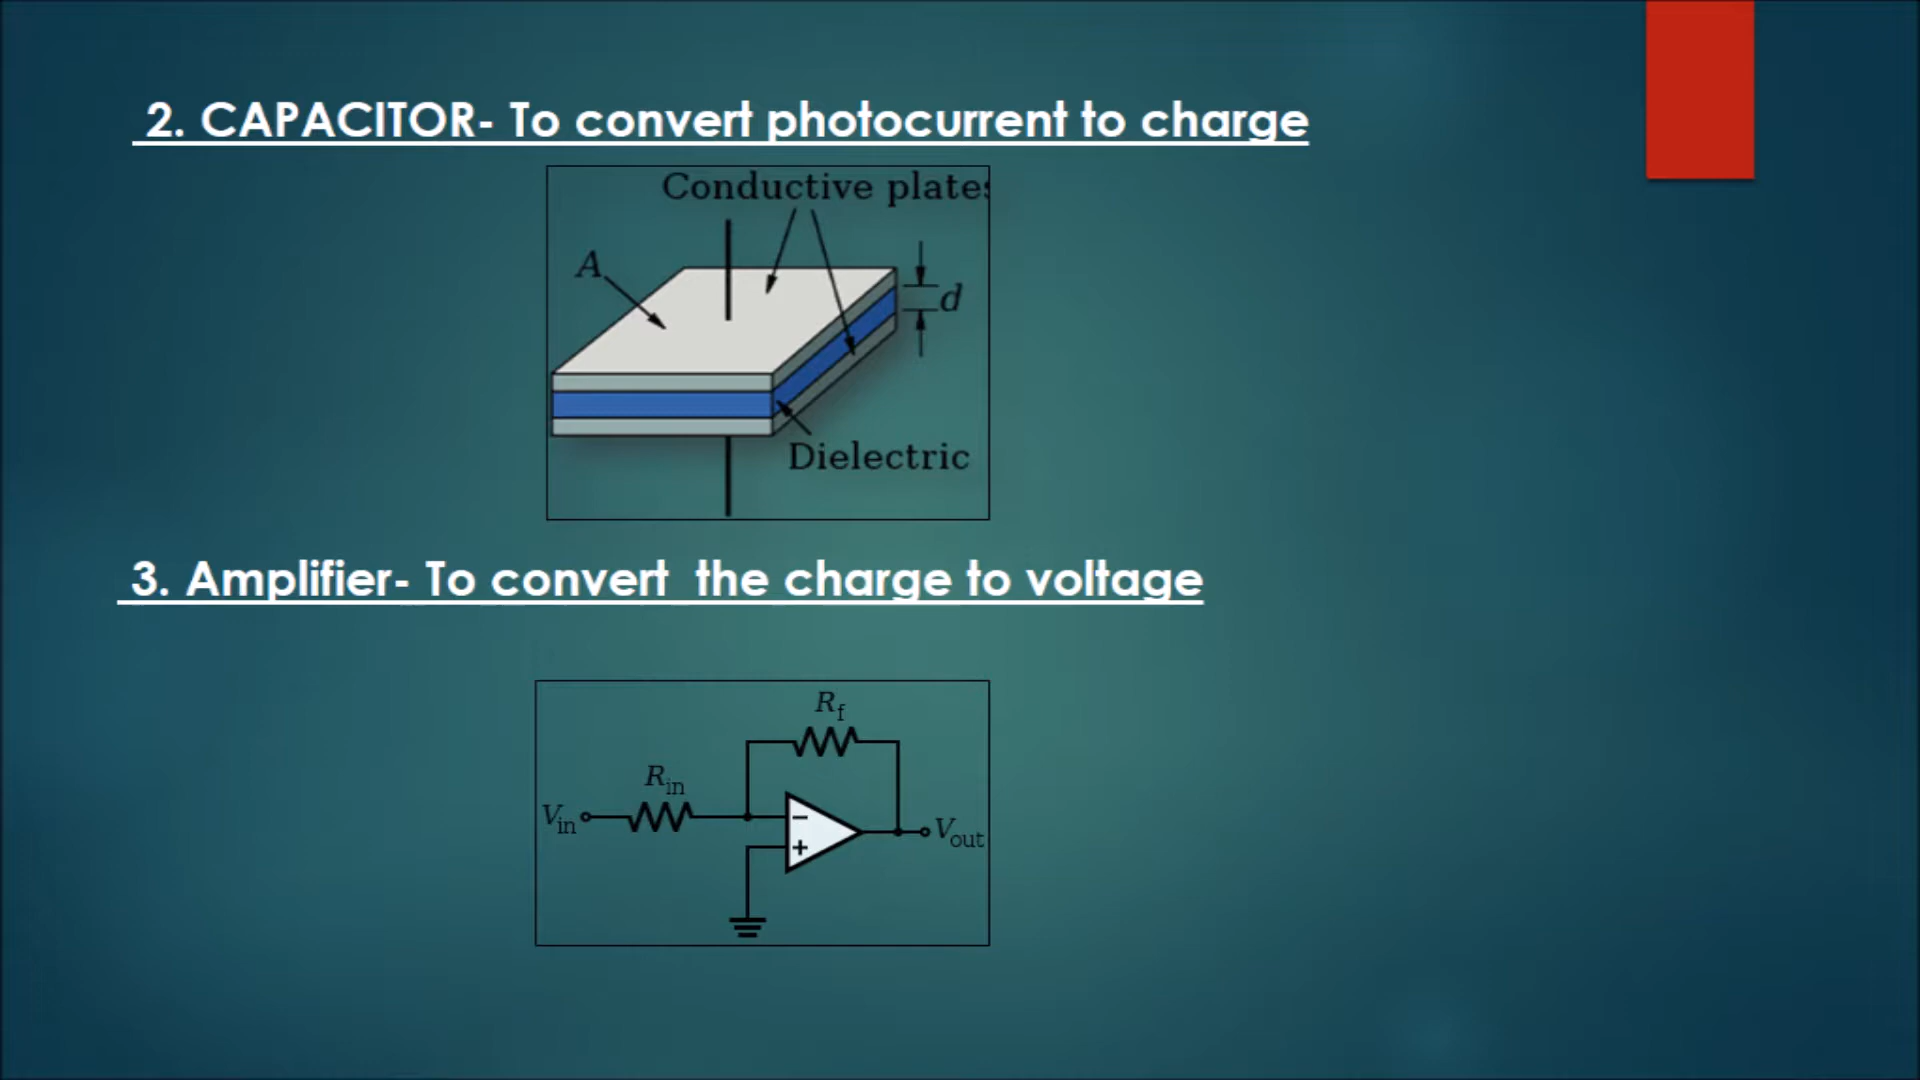 2. CAPACITOR- To convert photocurrent to charge
Conductive plates
A
d
Dielectric
3. Amplifier- To convert the charge to voltage
Rf
Rin
Vin
−
+
Vout